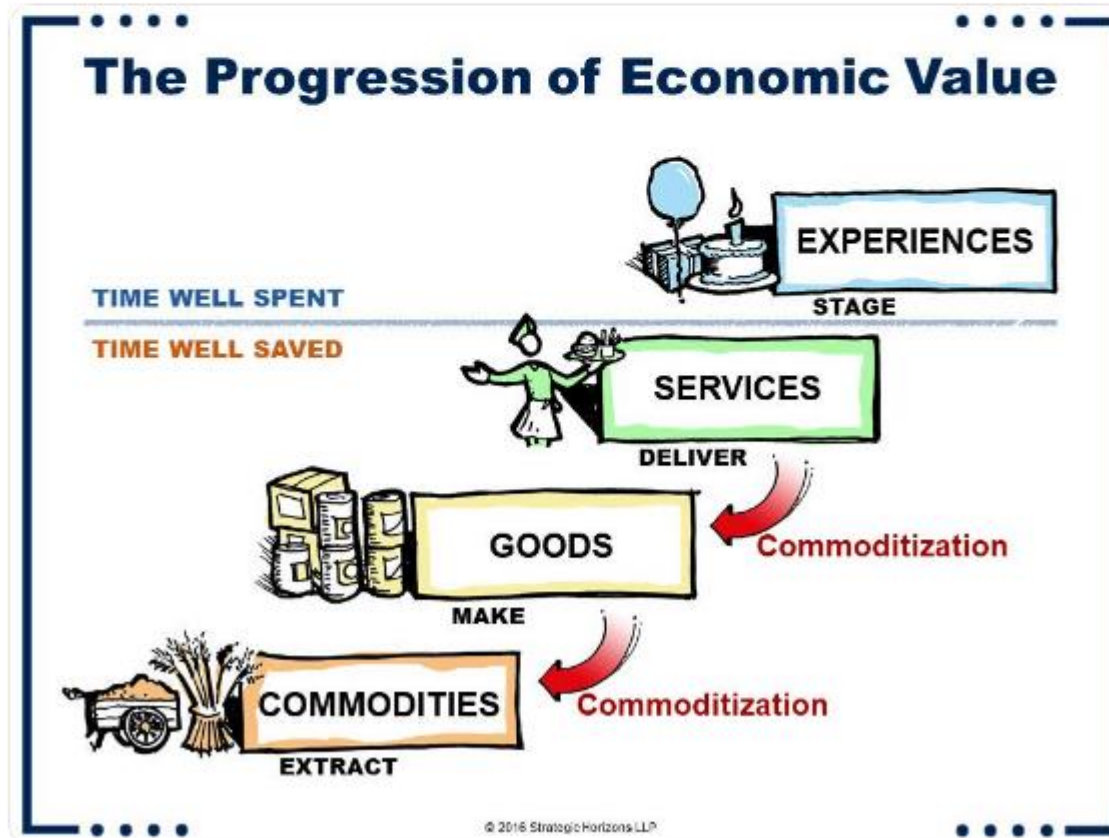 The Progression of Economic Value
EXPERIENCES
STAGE
TIME WELL SPENT
TIME WELL SAVED
SERVICES
DELIVER
Commoditization
GOODS
MAKE
Commoditization
COMMODITIES
EXTRACT
© 2016 Strategic Horizons LLP